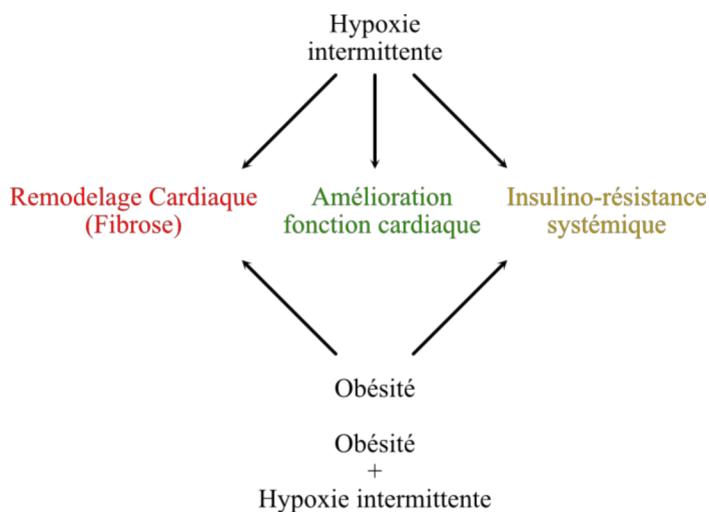 Hypoxie
intermittente
Remodelage Cardiaque
(Fibrose)
Amélioration
fonction cardiaque
Insulino-résistance
systémique
Obésité
Obésité
+
Hypoxie intermittente